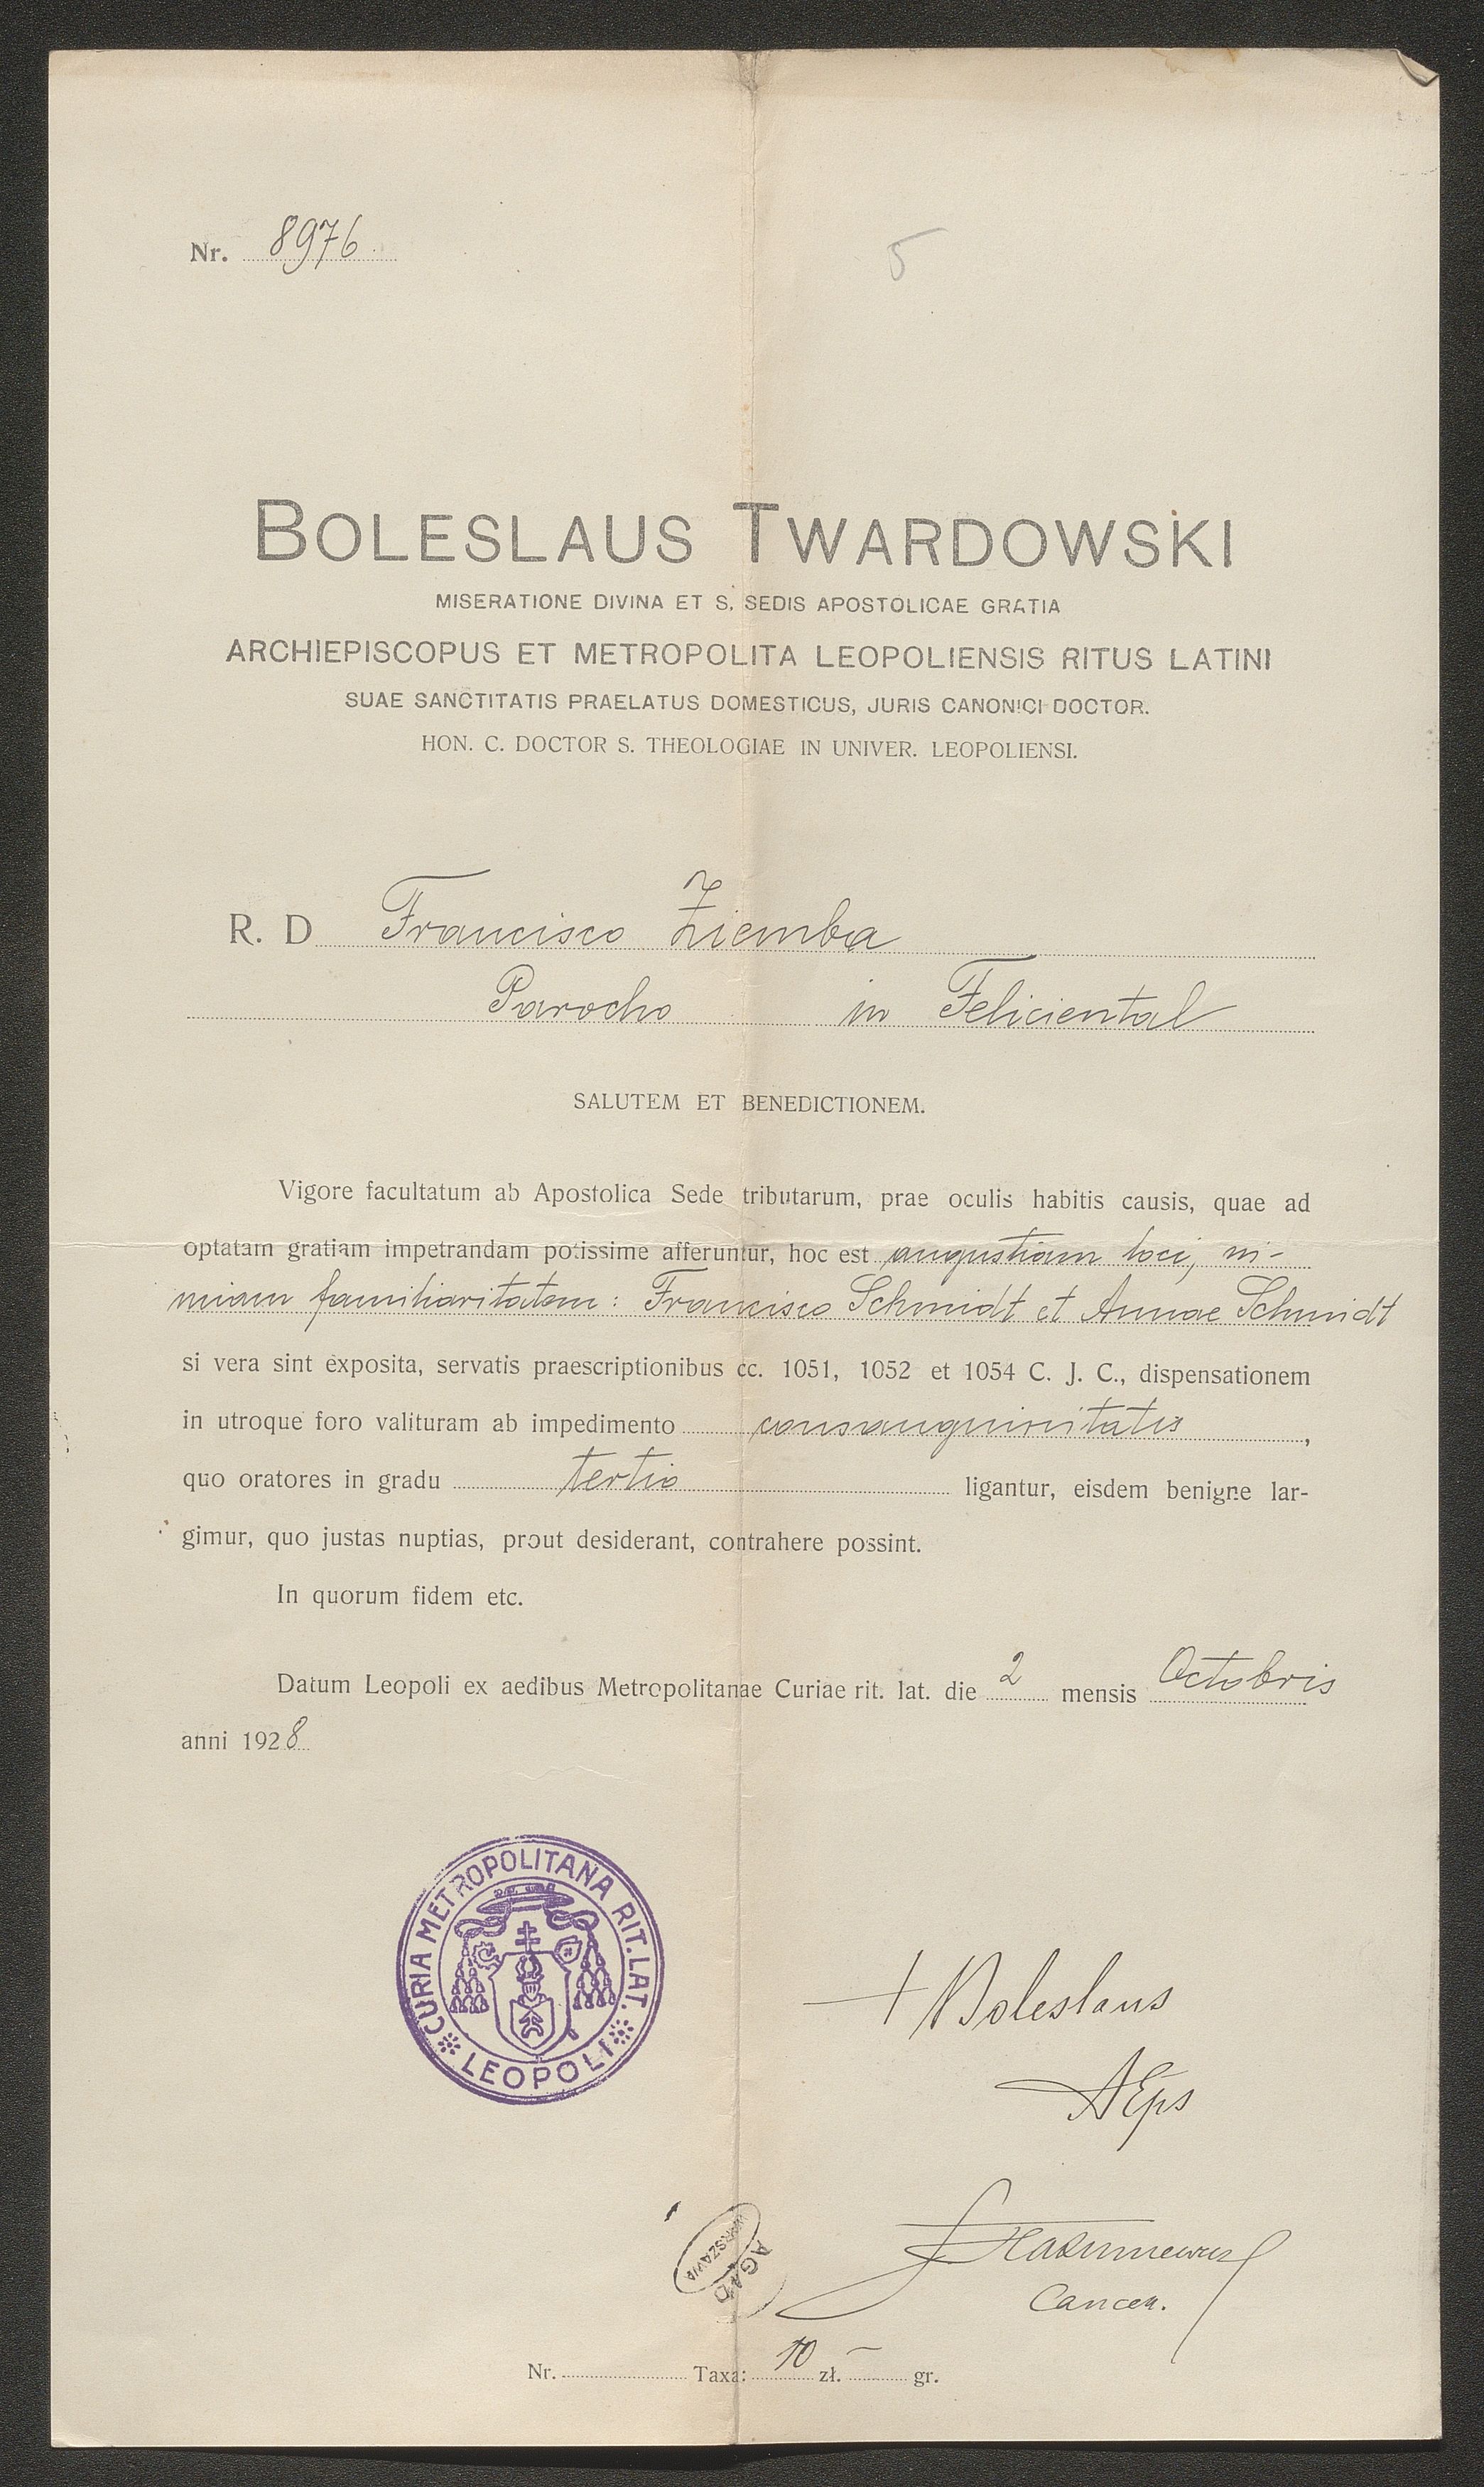 Nr. 8976
5
BOLESLAUS TWARDOWSKI
MISERATIONE DIVINA ET S. SEDIS APOSTOLICAE GRATIA
ARCHIEPISCOPUS ET METROPOLITA LEOPOLIENSIS RITUS LATINI
SUAE SANCTITATIS PRAELATUS DOMESTICUS, JURIS CANONICI DOCTOR.
HON. C. DOCTOR S. THEOLOGIAE IN UNIVER. LEOPOLIENSI.
R. D Francisco Ziemba
Parocho in Feliciental
SALUTEM ET BENEDICTIONEM.
Vigore facultatum ab Apostolica Sede tributarum, prae oculis habitis causis, quae ad
optatam gratiam impetrandam potissime afferuntur, hoc est angustiam loci, ni-
miam familiaritatem: Francisco Schmidt et Annae Schmidt
si vera sint exposita, servatis praescriptionibus cc. 1051, 1052 et 1054 C. J. C., dispensationem
in utroque foro valituram ab impedimento consanguinitatis,
quo oratores in gradu tertio ligantur, eisdem benigne lar-
gimur, quo justas nuptias, prout desiderant, contrahere possint.
In quorum fidem etc.
Datum Leopoli ex aedibus Metropolitanae Curiae rit. lat. die 2 mensis Octobris
anni 1928
CURIA METROPOLITANA RIT. LAT.
LEOPOLI
+ Boleslaus
AEps
Cancen.
AGAD
WARSZAWA
Nr. Taxa: 10 zł. — gr.